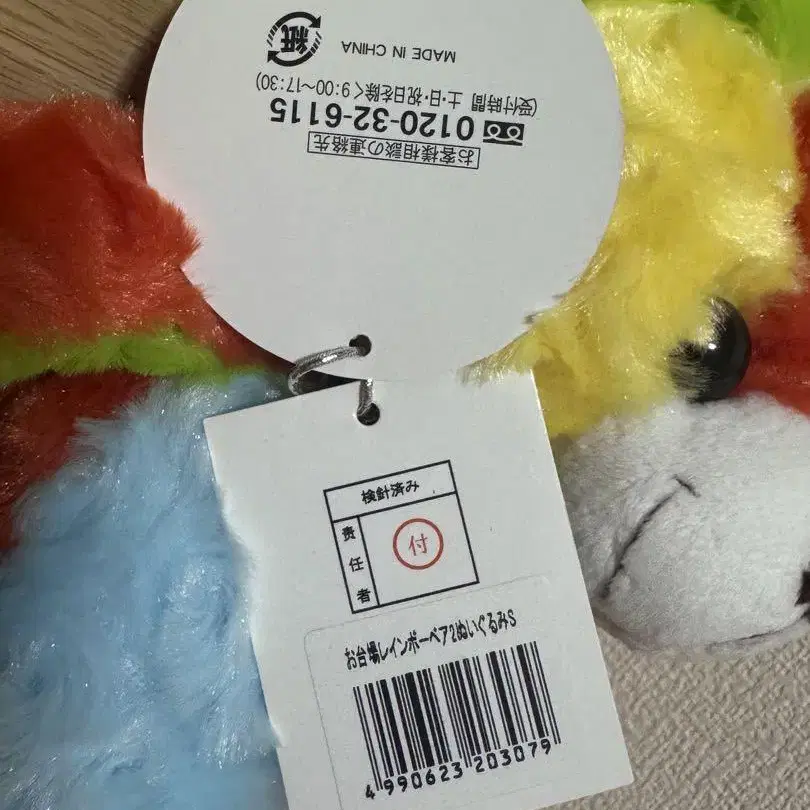 お客様相談の連絡先
0120-32-6115
(受付時間 土・日・祝日を除く9:00〜17:30)
MADE IN CHINA
紙
検針済み
責任者
付
お台場レインボーベア2ぬいぐるみS
4 990623 203079